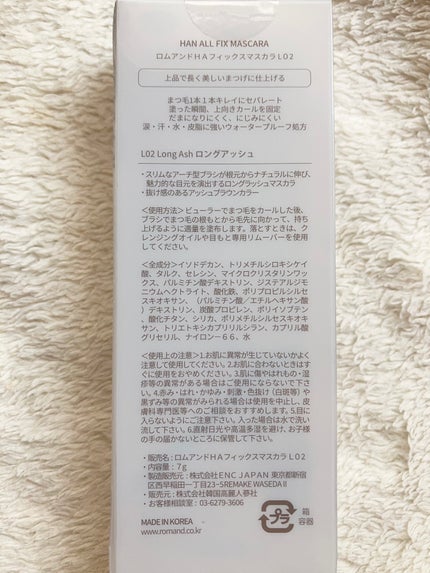 HAN ALL FIX MASCARA
ロムアンドＨＡフィックスマスカラＬ０２
上品で長く美しいまつげに仕上げる
まつ毛1本１本キレイにセパレート
塗った瞬間、上向きカールを固定
だまになりにくく、にじみにくい
涙・汗・水・皮脂に強いウォータープルーフ処方
L02 Long Ash ロングアッシュ
・スリムなアーチ型ブラシが根元からナチュラルに伸び、
魅力的な目元を演出するロングラッシュマスカラ
・抜け感のあるアッシュブラウンカラー
＜使用方法＞ビューラーでまつ毛をカールした後、
ブラシでまつ毛の根もとから毛先に向かって、持ち
上げるように適量を塗布します。落とすときは、ク
レンジングオイルや目もと専用リムーバーを使用
してください。
＜全成分＞イソドデカン、トリメチルシロキシケイ
酸、タルク、セレシン、マイクロクリスタリンワッ
クス、パルミチン酸デキストリン、ジステアルジモ
ニウムヘクトライト、酸化鉄、ポリプロピルシルセ
スキオキサン、（パルミチン酸／エチルヘキサン酸
）デキストリン、炭酸プロピレン、ポリイソブテン
、酸化チタン、シリカ、ポリメチルシルセスキオキ
サン、トリエトキシカプリリルシラン、カプリル酸
グリセリル、ナイロン－６６、水
＜使用上の注意＞1.お肌に異常が生じていないかよく
注意して使用してください。2.お肌に合わないときはす
ぐに使用をおやめください。3.肌に傷やはれもの・湿
疹等の異常がある場合はご使用にならないで下さ
い。4.赤み・はれ・かゆみ・刺激・色抜け（白斑等）や
黒ずみ等の異常がみられる場合は使用を中止し、皮
膚科専門医等へのご相談をおすすめします。5.目に
入らないようにご注意下さい。入った場合は水で洗い
流して下さい。6.直射日光や高温多湿を避け、お子様
の手の届かないところに保管して下さい。
・販売名：ロムアンドＨＡフィックスマスカラＬ０２
・内容量：７ｇ
・製造販売元：株式会社ENC JAPAN 東京都新宿
区西早稲田一丁目23−5REMAKE WASEDAⅡ
・販売元：株式会社韓国高麗人蔘社
・お客様相談室：03-6279-3606
MADE IN KOREA
www.romand.co.kr
プラ
箱
容器